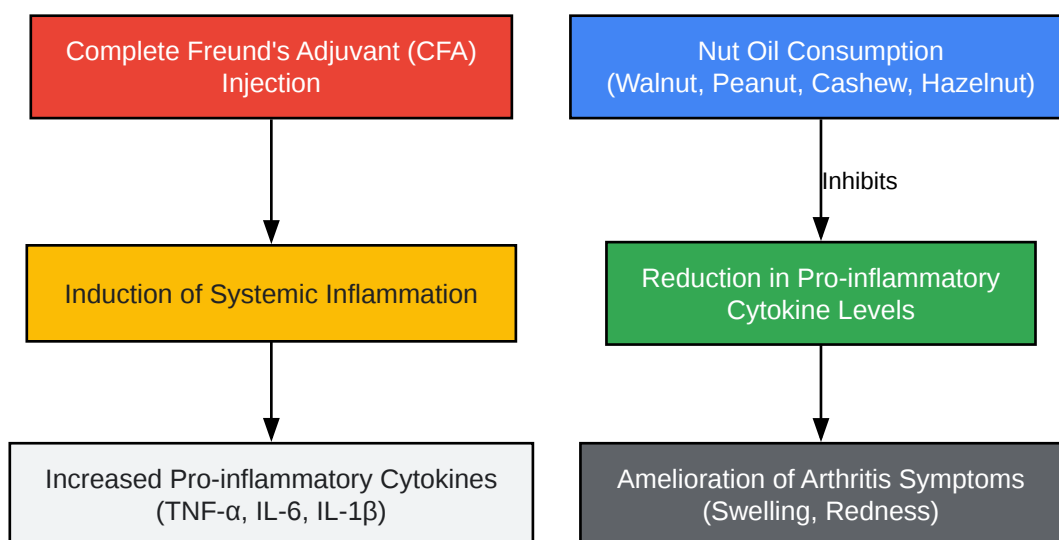 Complete Freund's Adjuvant (CFA)
Injection
Nut Oil Consumption
(Walnut, Peanut, Cashew, Hazelnut)
Inhibits
Induction of Systemic Inflammation
Reduction in Pro-inflammatory
Cytokine Levels
Increased Pro-inflammatory Cytokines
(TNF-α, IL-6, IL-1β)
Amelioration of Arthritis Symptoms
(Swelling, Redness)